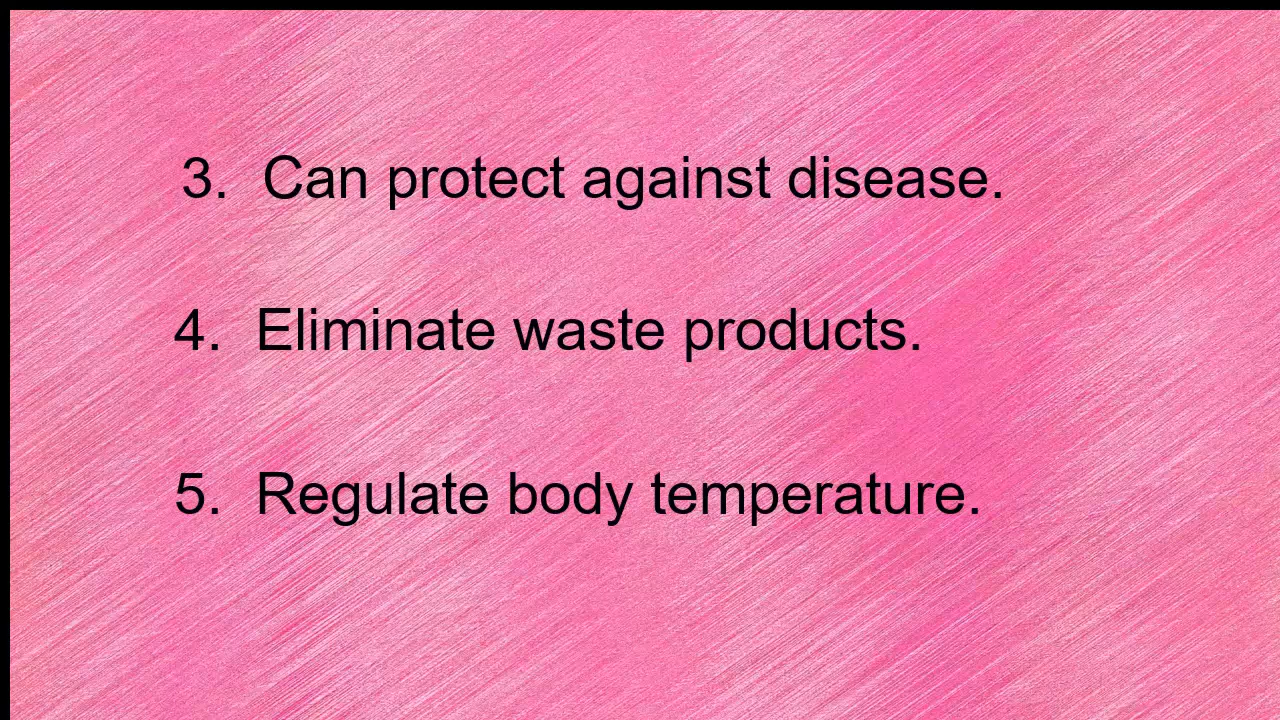 3. Can protect against disease.
4. Eliminate waste products.
5. Regulate body temperature.